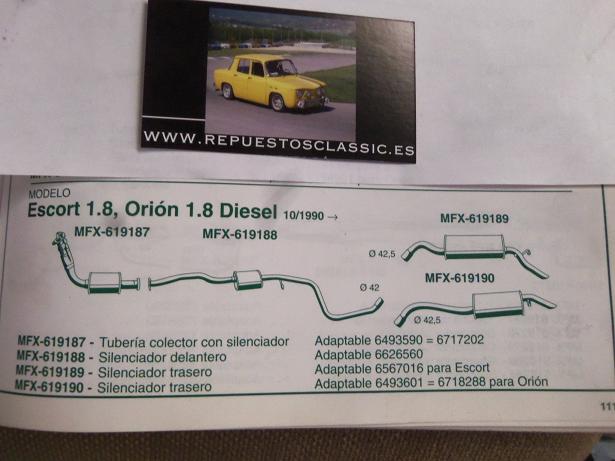 WWW.REPUESTOSCLASSIC.ES
MODELO
Escort 1.8, Orión 1.8 Diesel 10/1990 →
MFX-619187
MFX-619188
MFX-619189
Ø 42,5
MFX-619190
Ø 42
Ø 42,5
MFX-619187 - Tubería colector con silenciador Adaptable 6493590 = 6717202
MFX-619188 - Silenciador delantero Adaptable 6626560
MFX-619189 - Silenciador trasero Adaptable 6567016 para Escort
MFX-619190 - Silenciador trasero Adaptable 6493601 = 6718288 para Orión
111